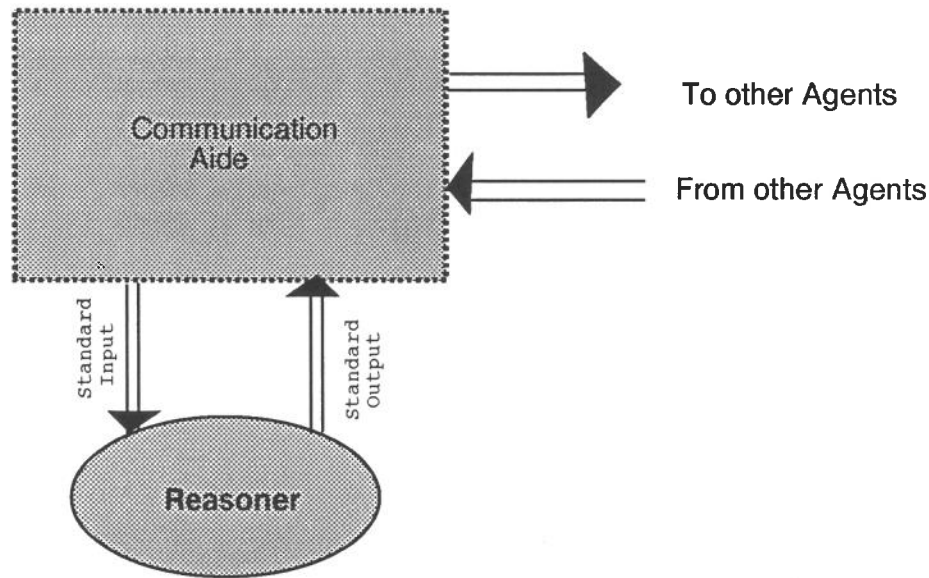 Communication
Aide
To other Agents
From other Agents
Standard
Input
Standard
Output
Reasoner